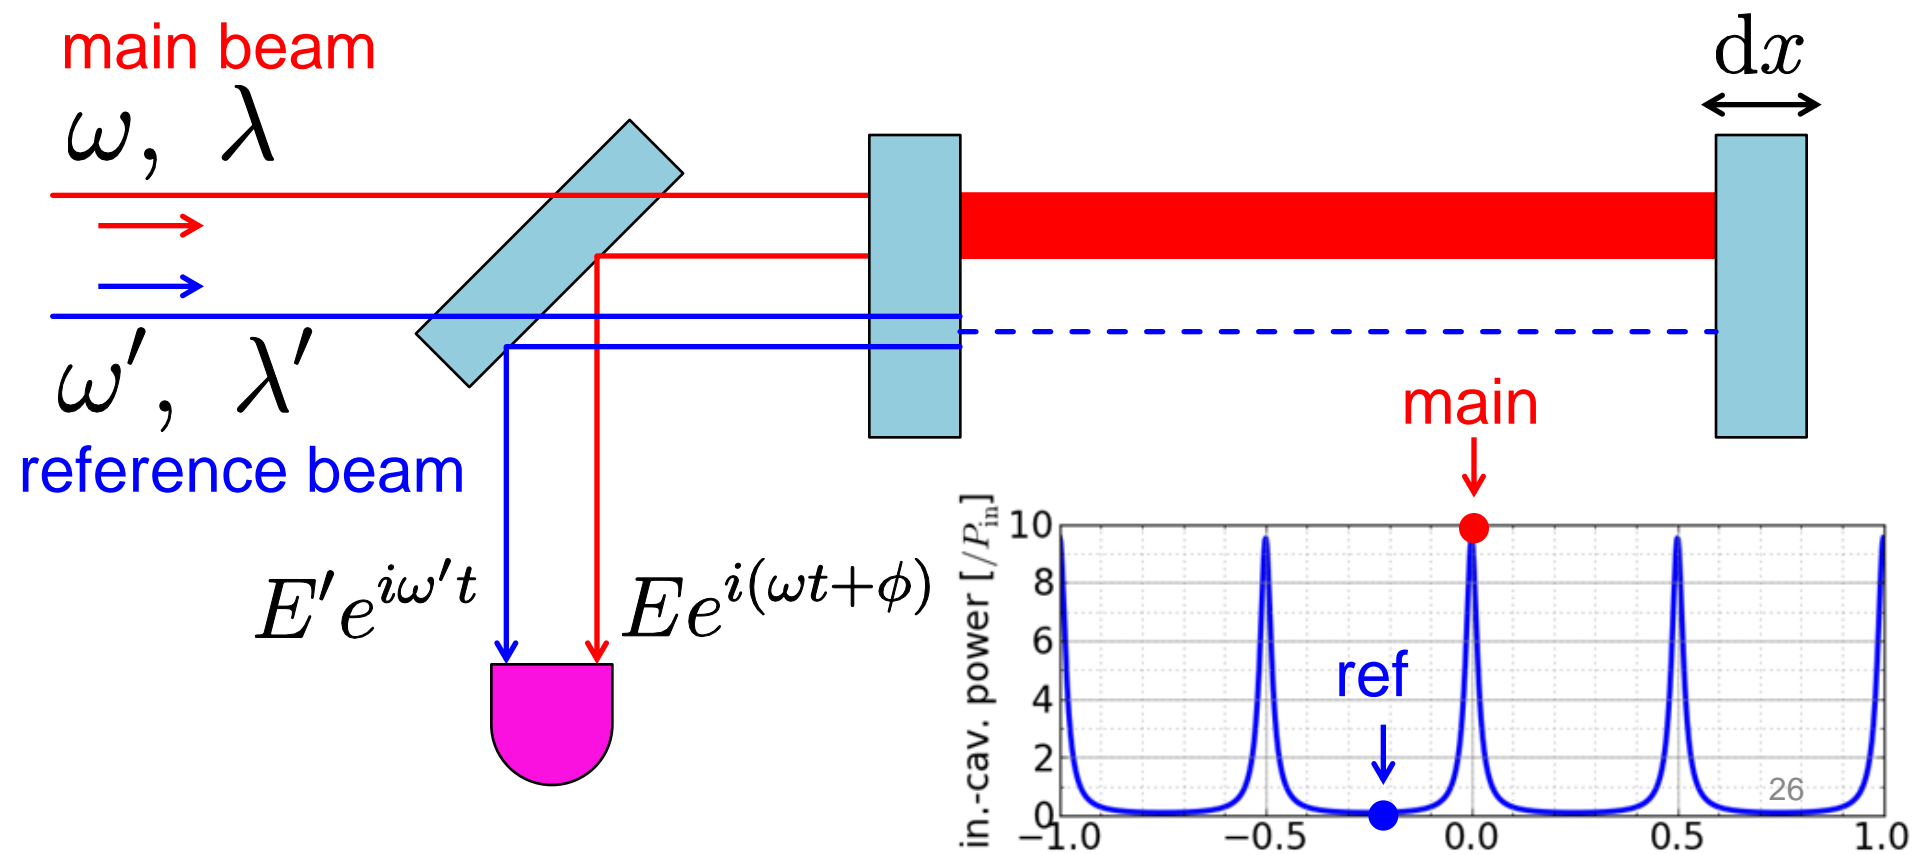 main beam
ω, λ
dx
ω′, λ′
reference beam
main
E′e^{iω′t}
Ee^{i(ωt+ϕ)}
ref
in.-cav. power [/P_in]
10
8
6
4
2
0
26
−1.0 −0.5 0.0 0.5 1.0